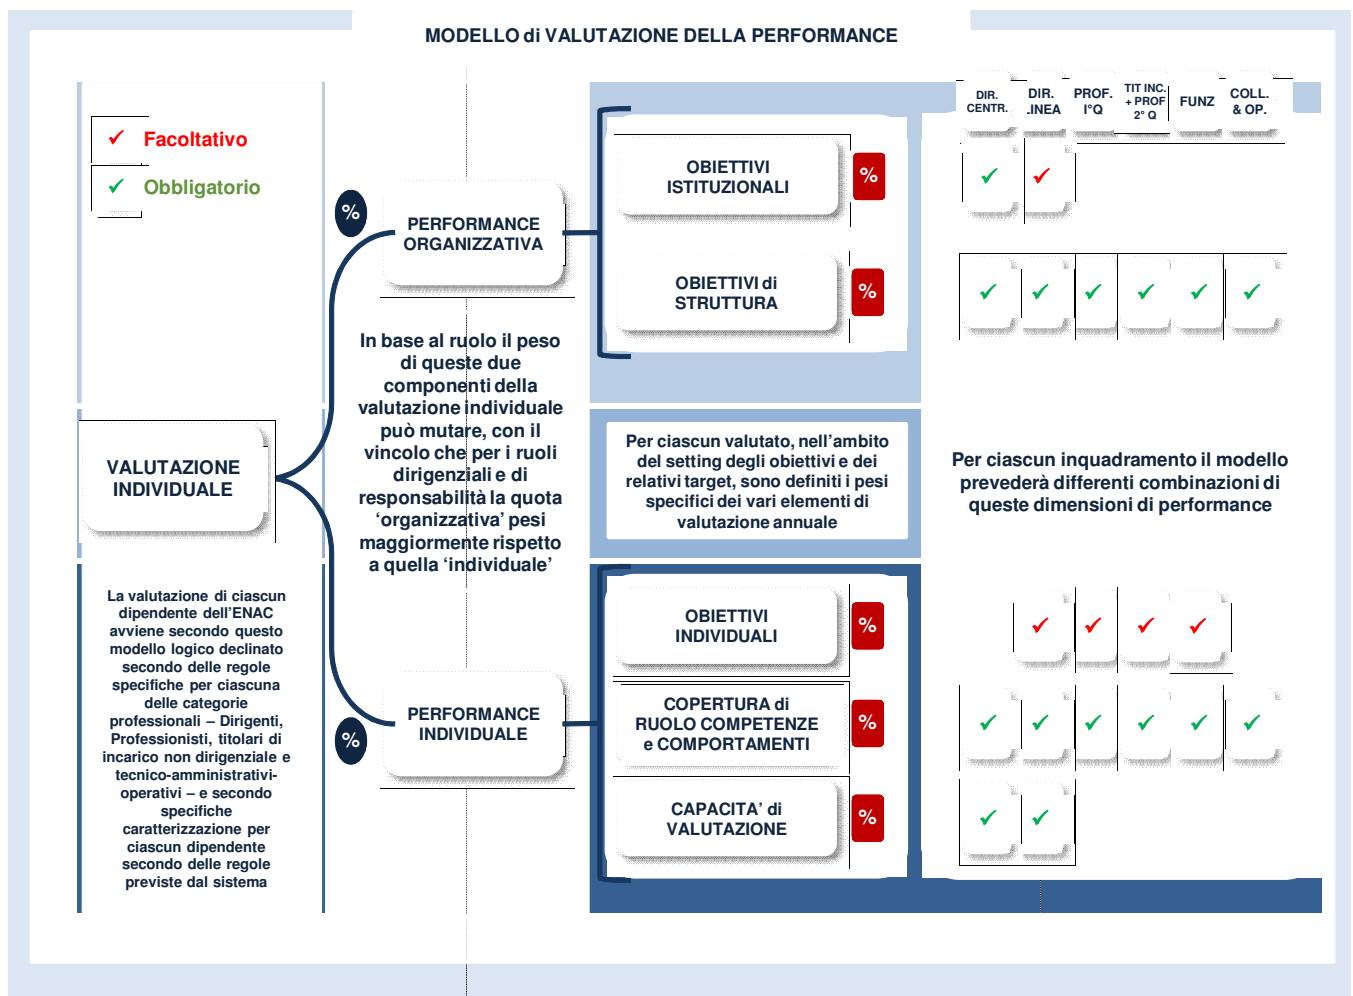 MODELLO di VALUTAZIONE DELLA PERFORMANCE
DIR.
CENTR.
DIR.
LINEA
PROF.
I°Q
TIT INC.
+ PROF
2° Q
FUNZ
COLL.
& OP.
Facoltativo
Obbligatorio
%
PERFORMANCE
ORGANIZZATIVA
OBIETTIVI
ISTITUZIONALI
%
OBIETTIVI di
STRUTTURA
%
In base al ruolo il peso
di queste due
componenti della
valutazione individuale
può mutare, con il
vincolo che per i ruoli
dirigenziali e di
responsabilità la quota
‘organizzativa’ pesi
maggiormente rispetto
a quella ‘individuale’
VALUTAZIONE
INDIVIDUALE
Per ciascun valutato, nell’ambito
del setting degli obiettivi e dei
relativi target, sono definiti i pesi
specifici dei vari elementi di
valutazione annuale
Per ciascun inquadramento il modello
prevederà differenti combinazioni di
queste dimensioni di performance
La valutazione di ciascun
dipendente dell’ENAC
avviene secondo questo
modello logico declinato
secondo delle regole
specifiche per ciascuna
delle categorie
professionali – Dirigenti,
Professionisti, titolari di
incarico non dirigenziale e
tecnico-amministrativi-
operativi – e secondo
specifiche
caratterizzazione per
ciascun dipendente
secondo delle regole
previste dal sistema
%
PERFORMANCE
INDIVIDUALE
OBIETTIVI
INDIVIDUALI
%
COPERTURA di
RUOLO COMPETENZE
e COMPORTAMENTI
%
CAPACITA’ di
VALUTAZIONE
%